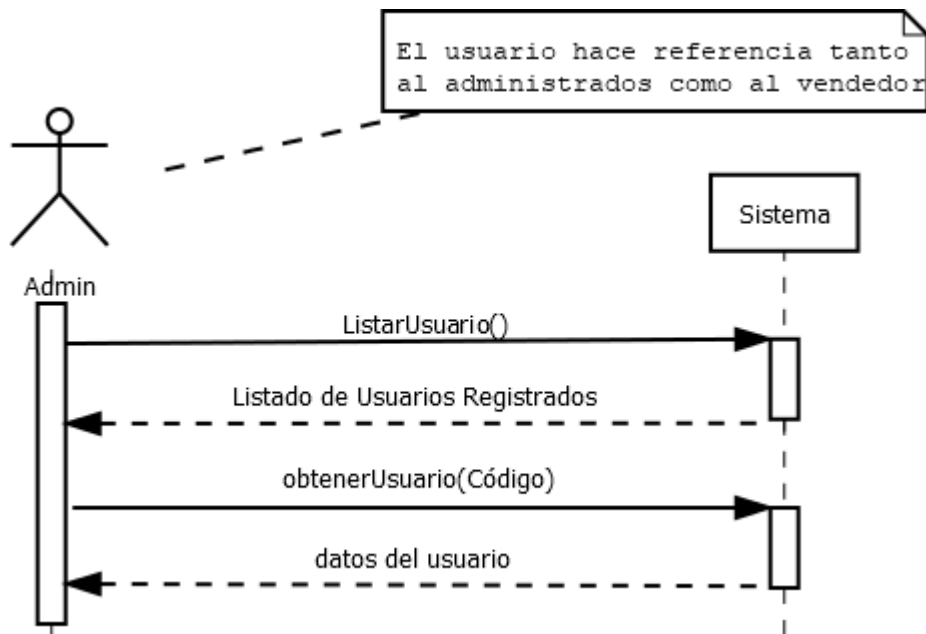 El usuario hace referencia tanto
al administrados como al vendedor
Sistema
Admin
ListarUsuario()
Listado de Usuarios Registrados
obtenerUsuario(Código)
datos del usuario